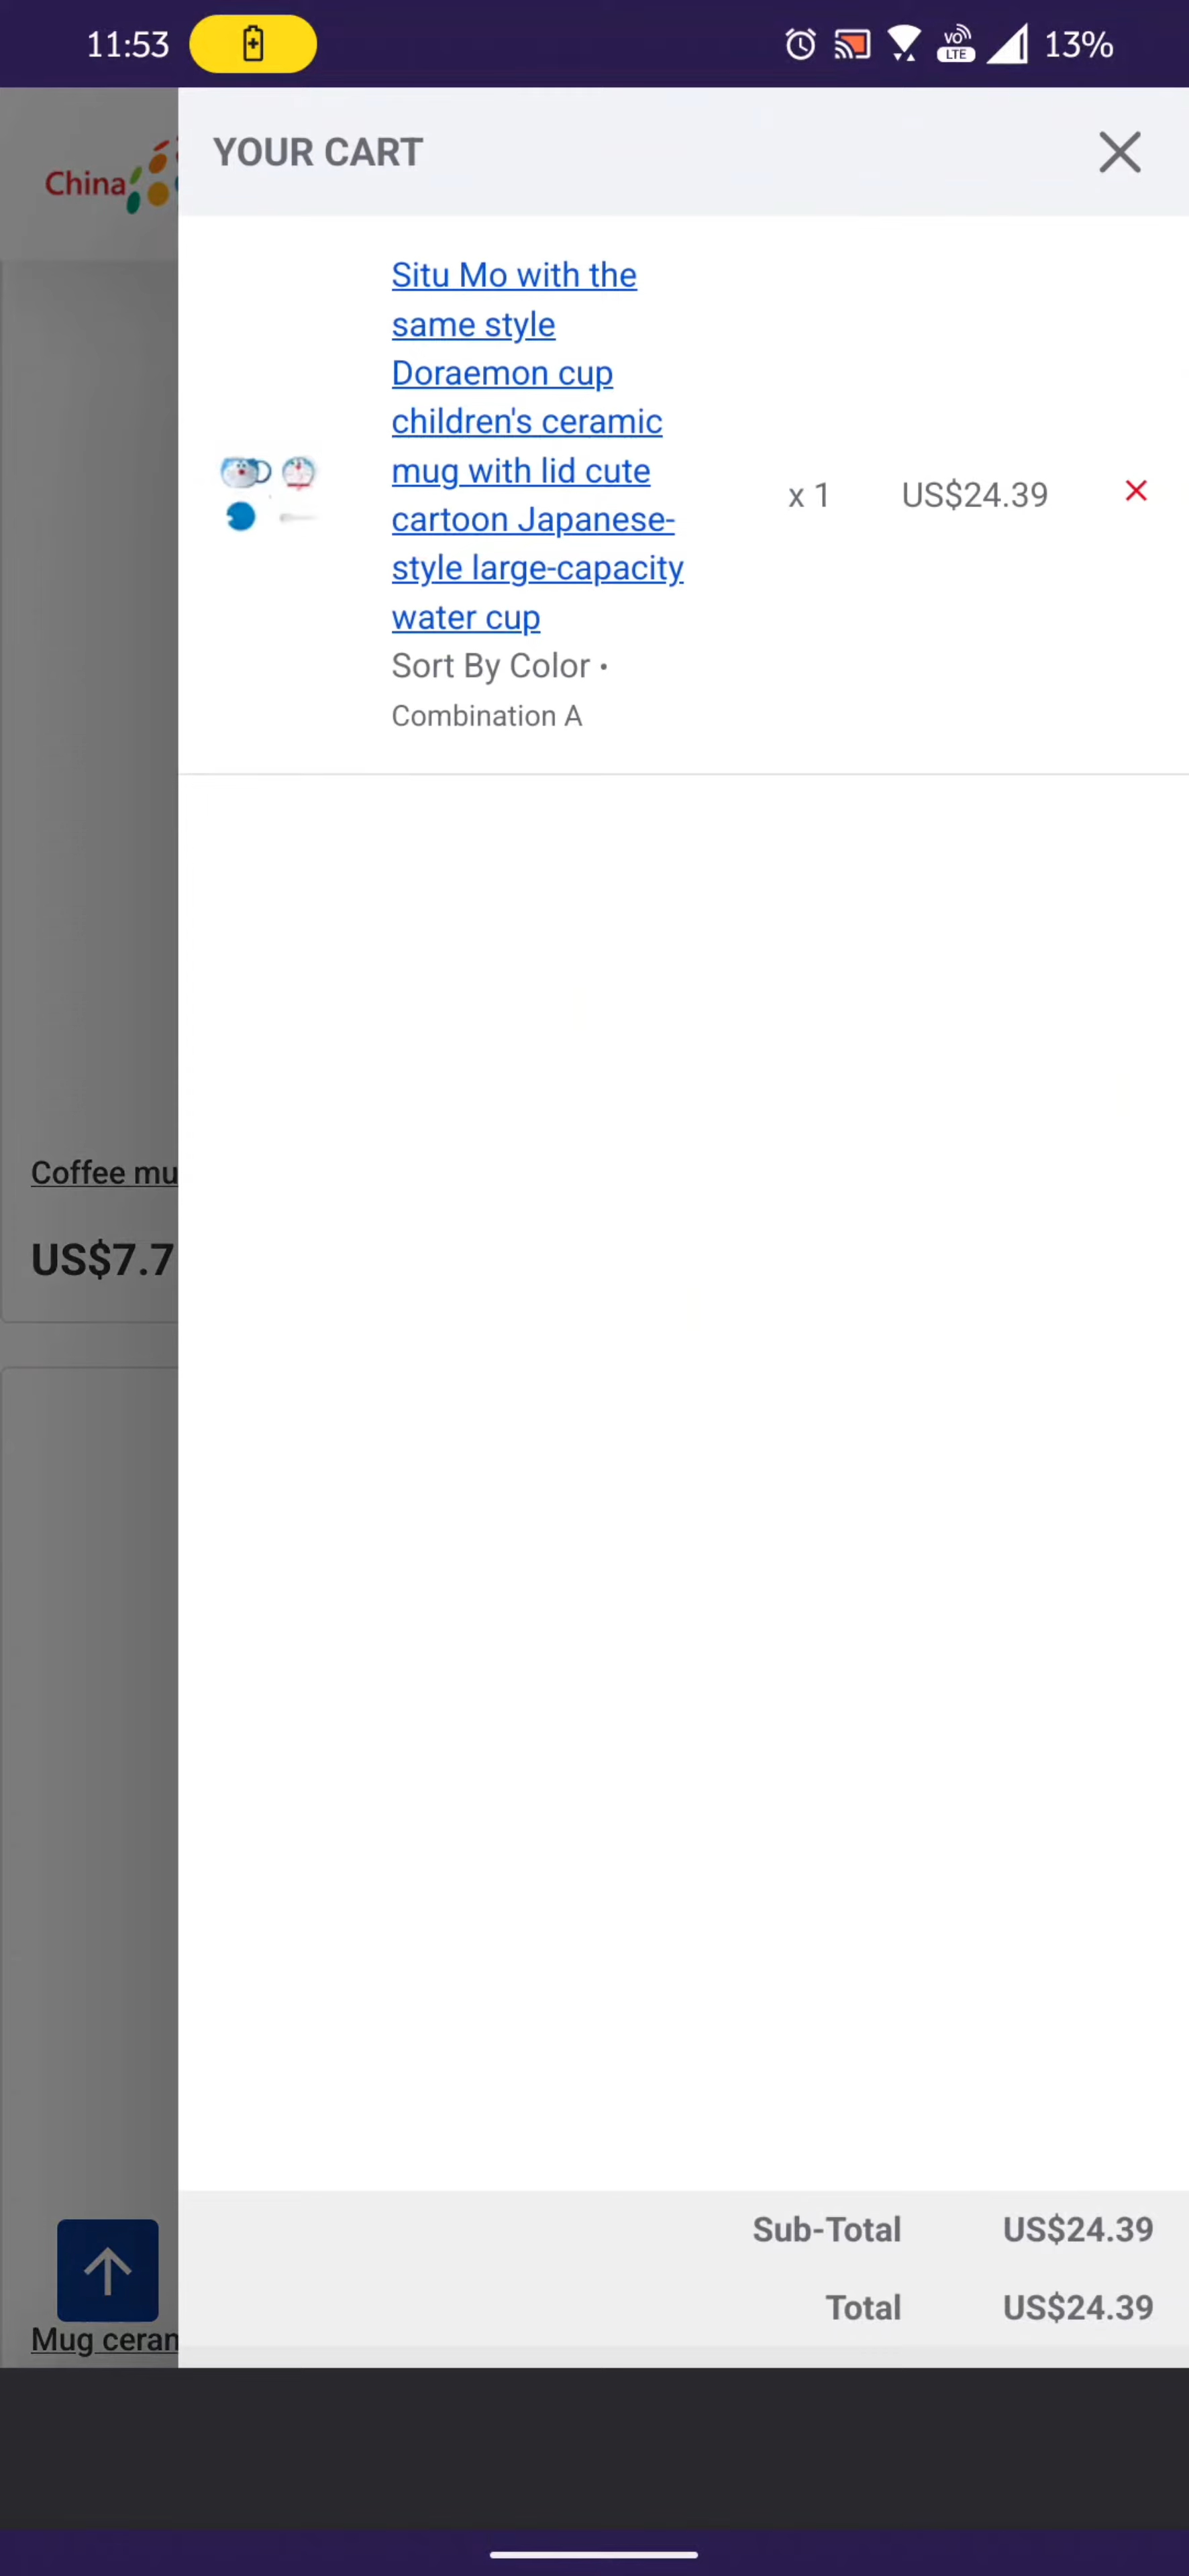 11:53
VO
LTE
13%
China
YOUR CART
Situ Mo with the
same style
Doraemon cup
children's ceramic
mug with lid cute
cartoon Japanese-
style large-capacity
water cup
Sort By Color •
Combination A
x 1
US$24.39
Coffee mu
US$7.7
Mug ceran
Sub-Total US$24.39
Total US$24.39